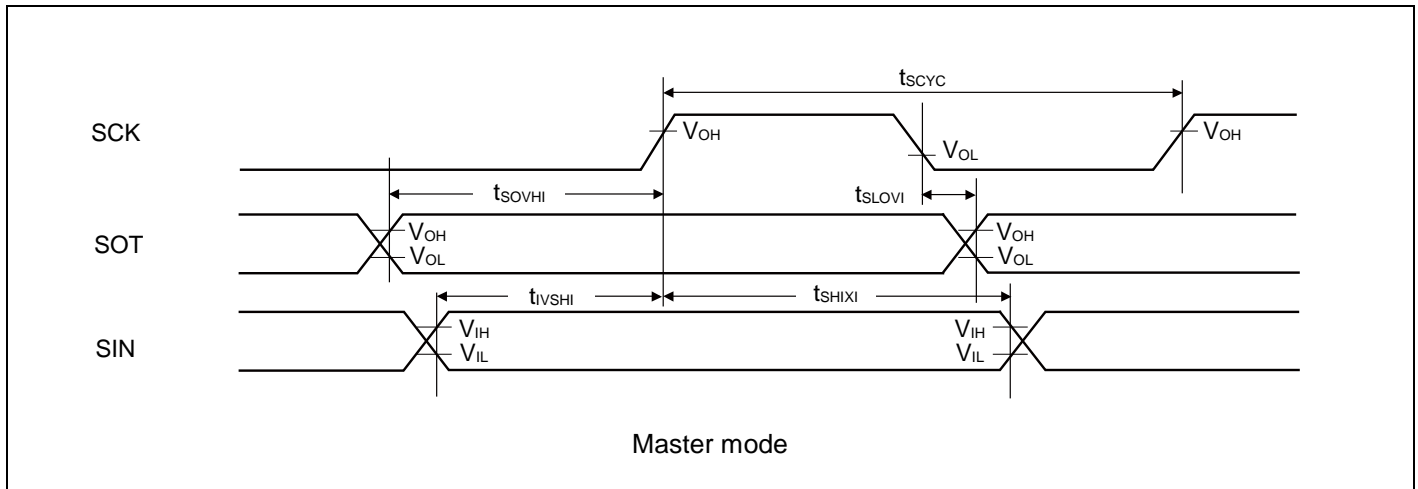 tSCYC
SCK
VOH
VOH
VOL
tSOVHI
tSLOVI
SOT
VOH
VOH
VOL
VOL
tIVSHI
tSHIXI
SIN
VIH
VIH
VIL
VIL
Master mode